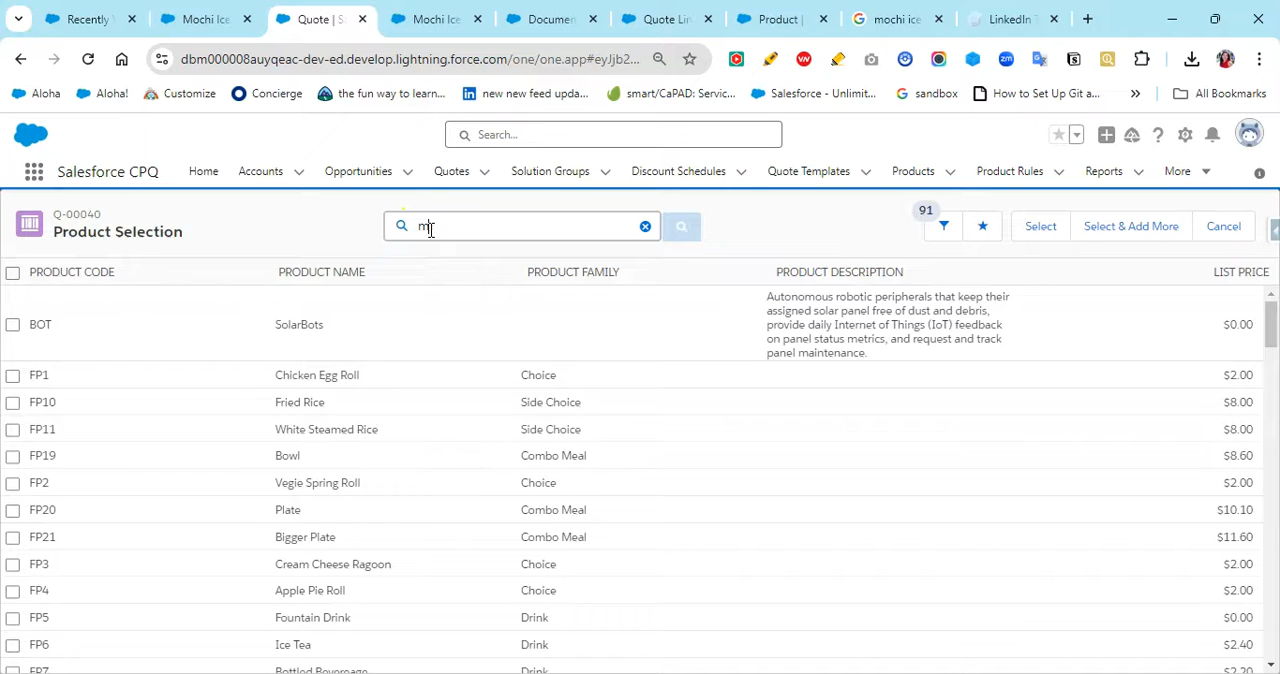 Recently V
Mochi Ice
Quote | S
Mochi Ice
Documen
Quote Lin
Product |
mochi ice
LinkedIn T
dbm000008auyqeac-dev-ed.develop.lightning.force.com/one/one.app#eyJjb2...
Aloha
Aloha!
Customize
Concierge
the fun way to learn...
new new feed upda...
smart/CaPAD: Servic...
Salesforce - Unlimit...
sandbox
How to Set Up Git a...
All Bookmarks
Search...
Salesforce CPQ
Home
Accounts
Opportunities
Quotes
Solution Groups
Discount Schedules
Quote Templates
Products
Product Rules
Reports
More
Q-00040
Product Selection
m
91
Select
Select & Add More
Cancel
PRODUCT CODE PRODUCT NAME PRODUCT FAMILY PRODUCT DESCRIPTION LIST PRICE
BOT SolarBots
Autonomous robotic peripherals that keep their
assigned solar panel free of dust and debris,
provide daily Internet of Things (IoT) feedback
on panel status metrics, and request and track
panel maintenance.
$0.00
FP1 Chicken Egg Roll Choice $2.00
FP10 Fried Rice Side Choice $8.00
FP11 White Steamed Rice Side Choice $8.00
FP19 Bowl Combo Meal $8.60
FP2 Vegie Spring Roll Choice $2.00
FP20 Plate Combo Meal $10.10
FP21 Bigger Plate Combo Meal $11.60
FP3 Cream Cheese Ragoon Choice $2.00
FP4 Apple Pie Roll Choice $2.00
FP5 Fountain Drink Drink $0.00
FP6 Ice Tea Drink $2.40
FP7 Bottled Beverage Drink $2.20